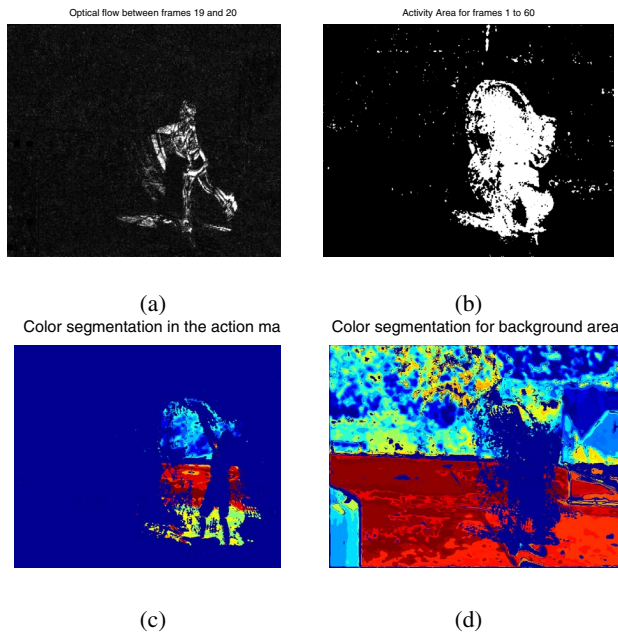 Optical flow between frames 19 and 20
Activity Area for frames 1 to 60
(a)
(b)
Color segmentation in the action ma
Color segmentation for background area
(c)
(d)